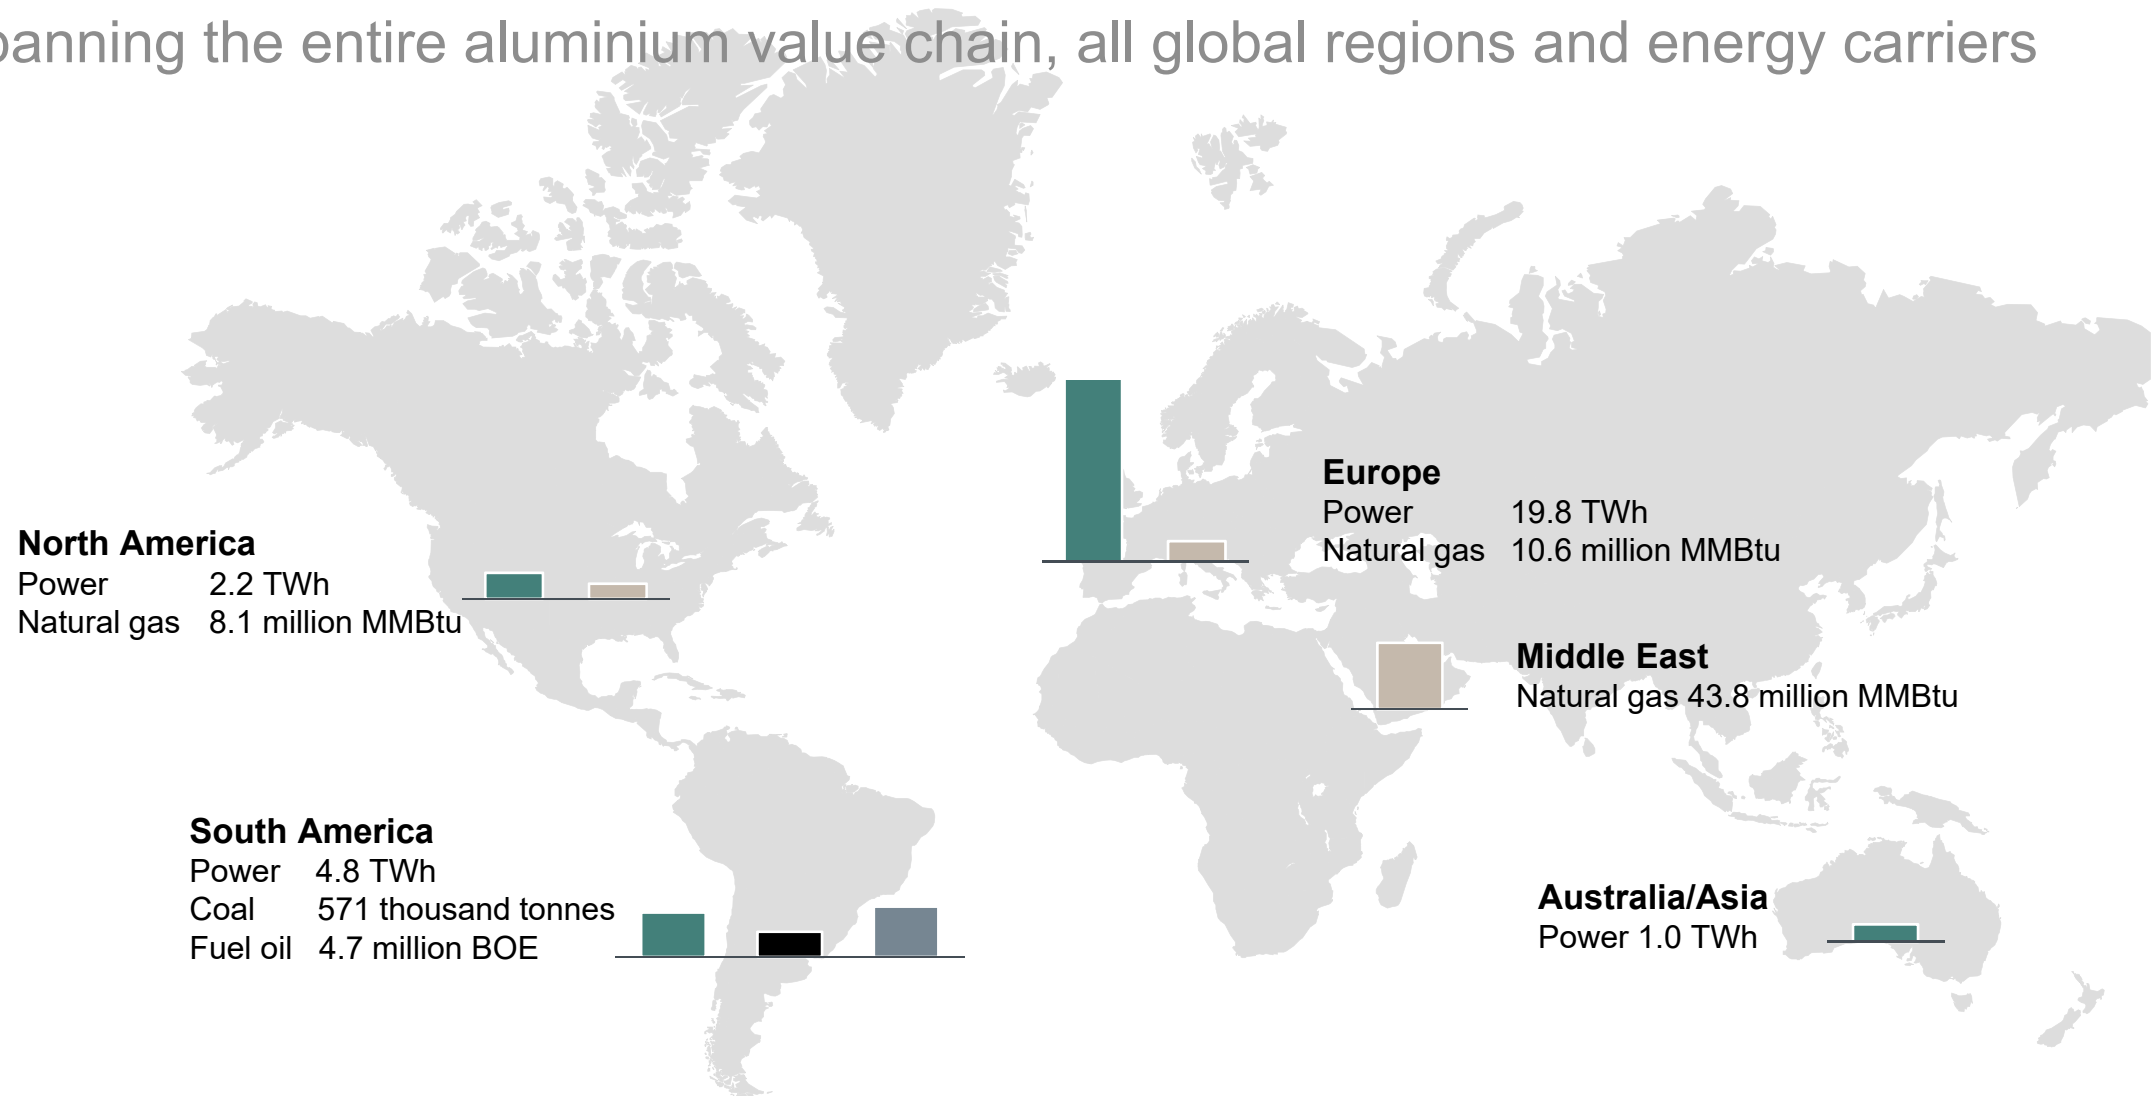 the entire aluminium value chain, all global regions and energy carriers
North America
Power 2.2 TWh
Natural gas 8.1 million MMBtu
South America
Power 4.8 TWh
Coal 571 thousand tonnes
Fuel oil 4.7 million BOE
Europe
Power 19.8 TWh
Natural gas 10.6 million MMBtu
Middle East
Natural gas 43.8 million MMBtu
Australia/Asia
Power 1.0 TWh